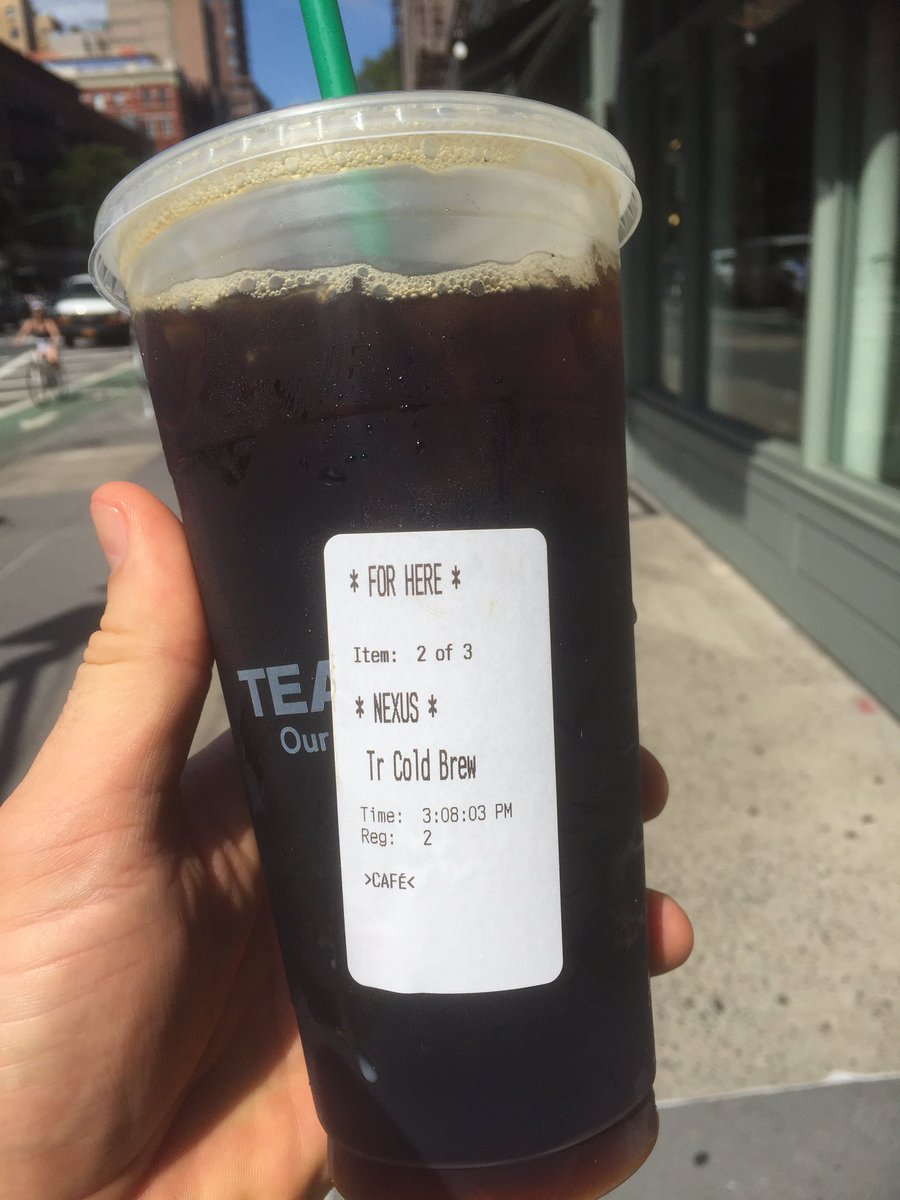 * FOR HERE *
Item: 2 of 3
* NEXUS *
Tr Cold Brew
Time: 3:08:03 PM
Reg: 2
>CAFÉ<
TEA
Our